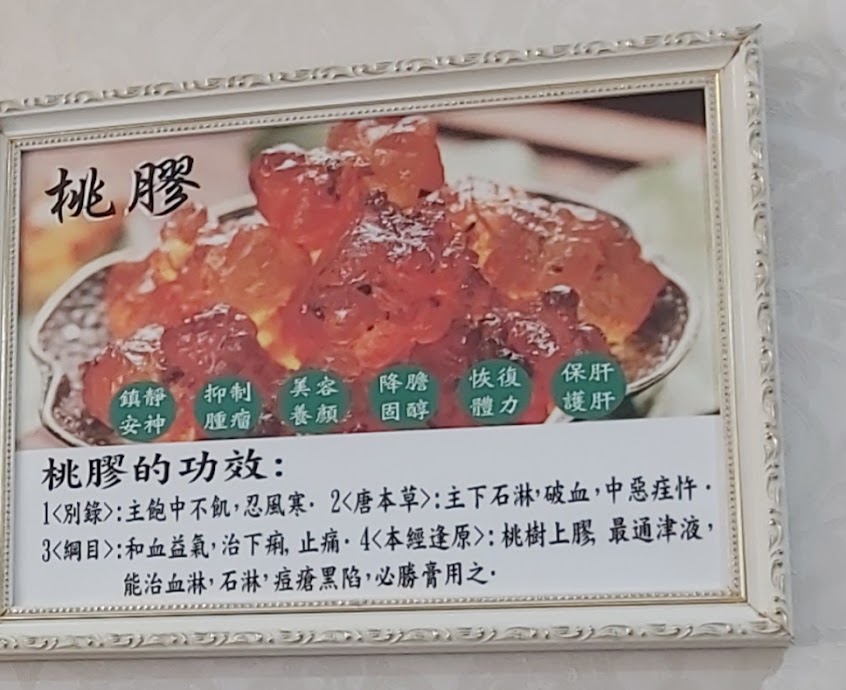 桃膠
鎮靜
安神
抑制
腫瘤
美容
養顏
降膽
固醇
恢復
體力
保肝
護肝
桃膠的功效:
1<別錄>:主飽中不飢,忍風寒. 2<唐本草>:主下石淋,破血,中惡疰忤.
3<綱目>:和血益氣,治下痢, 止痛. 4<本經逢原>:桃樹上膠, 最通津液,
能治血淋,石淋,痘瘡黑陷,必勝膏用之.